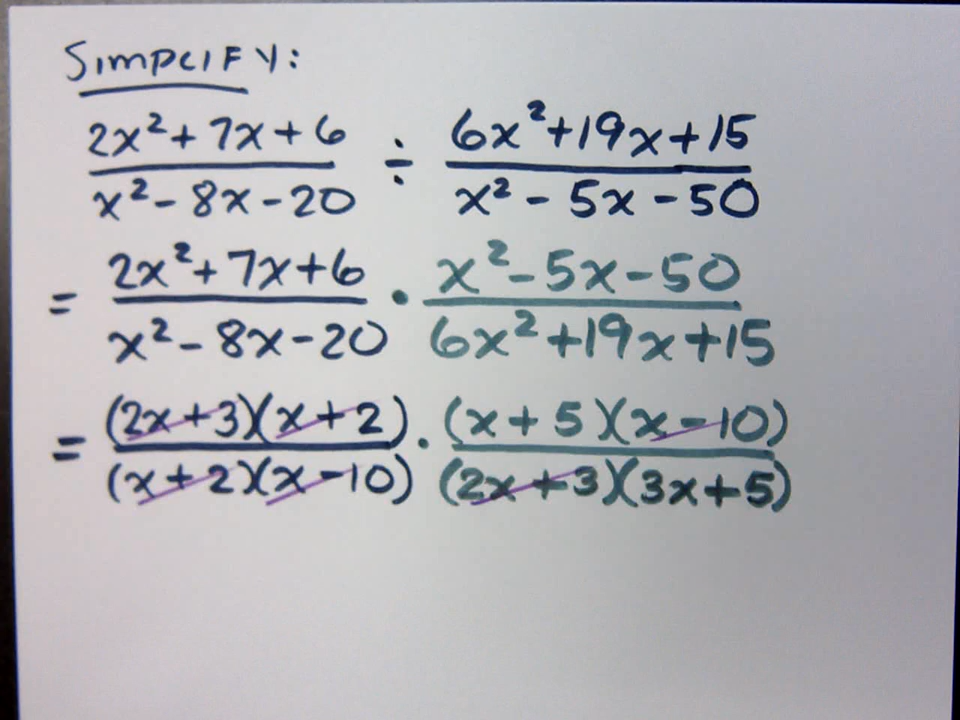 SIMPLIFY:
2x²+7x+6 / x²-8x-20 ÷ 6x²+19x+15 / x²-5x-50
= 2x²+7x+6 / x²-8x-20 · x²-5x-50 / 6x²+19x+15
= (2x+3)(x+2) / (x+2)(x-10) · (x+5)(x-10) / (2x+3)(3x+5)